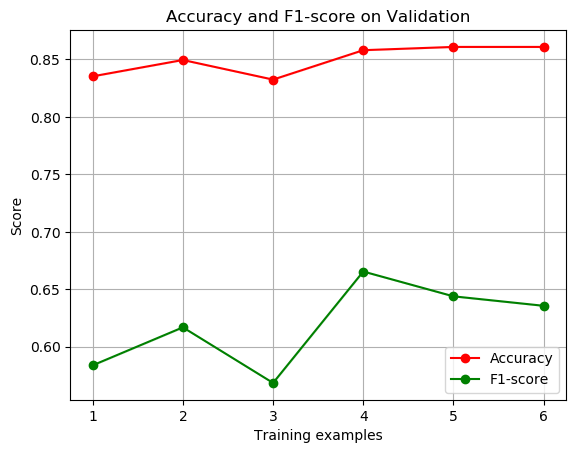 Accuracy and F1-score on Validation
Score
0.85
0.80
0.75
0.70
0.65
0.60
Accuracy
F1-score
1 2 3 4 5 6
Training examples